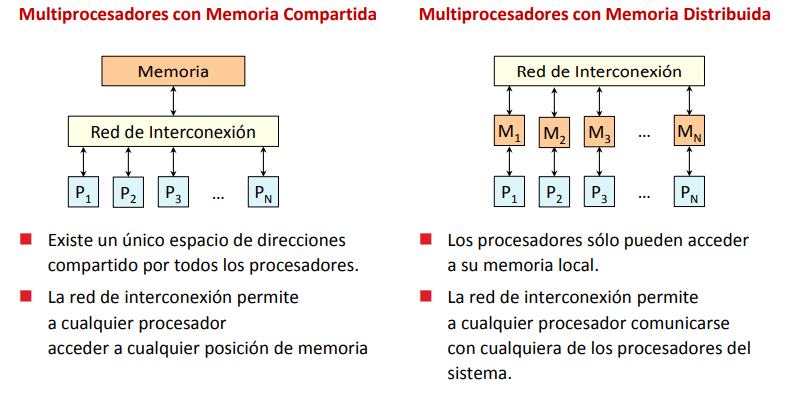 Multiprocesadores con Memoria Compartida
Memoria
Red de Interconexión
P1 P2 P3 ... PN
Existe un único espacio de direcciones
compartido por todos los procesadores.
La red de interconexión permite
a cualquier procesador
acceder a cualquier posición de memoria
Multiprocesadores con Memoria Distribuida
Red de Interconexión
M1 M2 M3 ... MN
P1 P2 P3 ... PN
Los procesadores sólo pueden acceder
a su memoria local.
La red de interconexión permite
a cualquier procesador comunicarse
con cualquiera de los procesadores del
sistema.